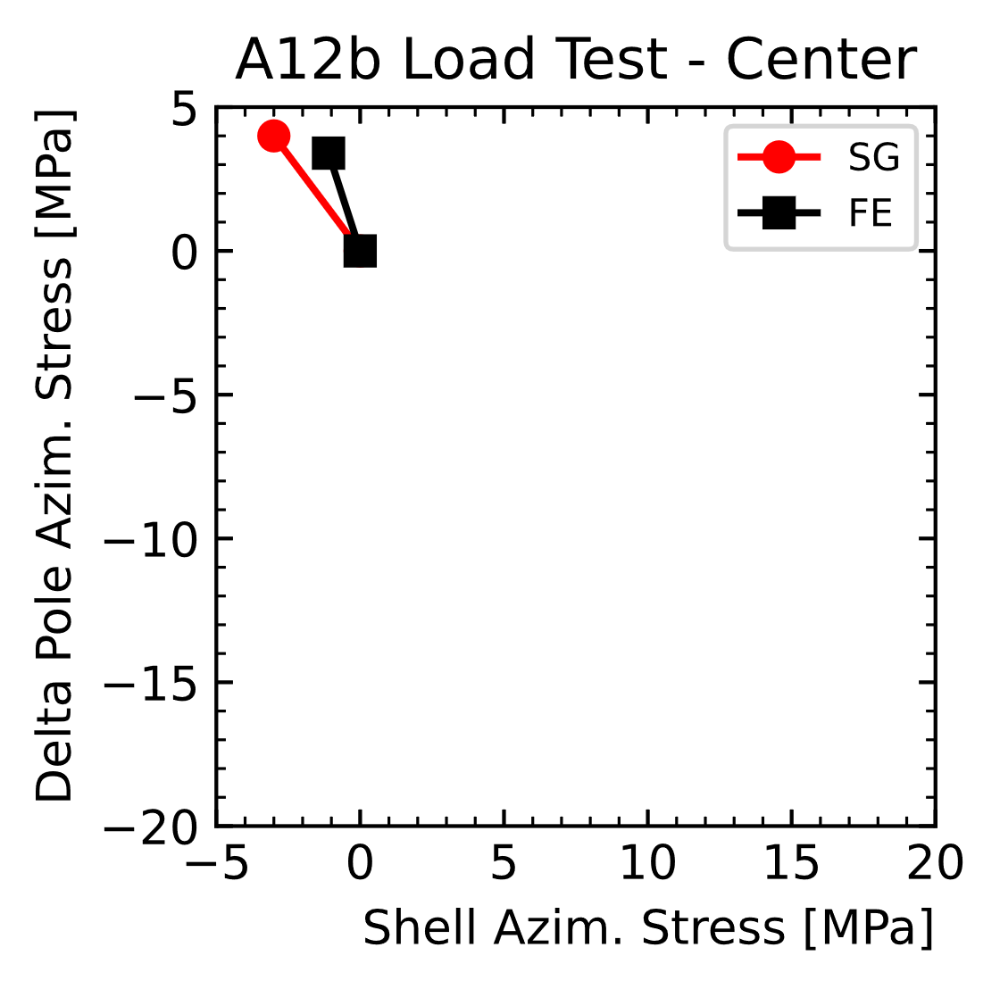 A12b Load Test - Center
Delta Pole Azim. Stress [MPa]
5
0
−5
−10
−15
−20
SG
FE
−5 0 5 10 15 20
Shell Azim. Stress [MPa]